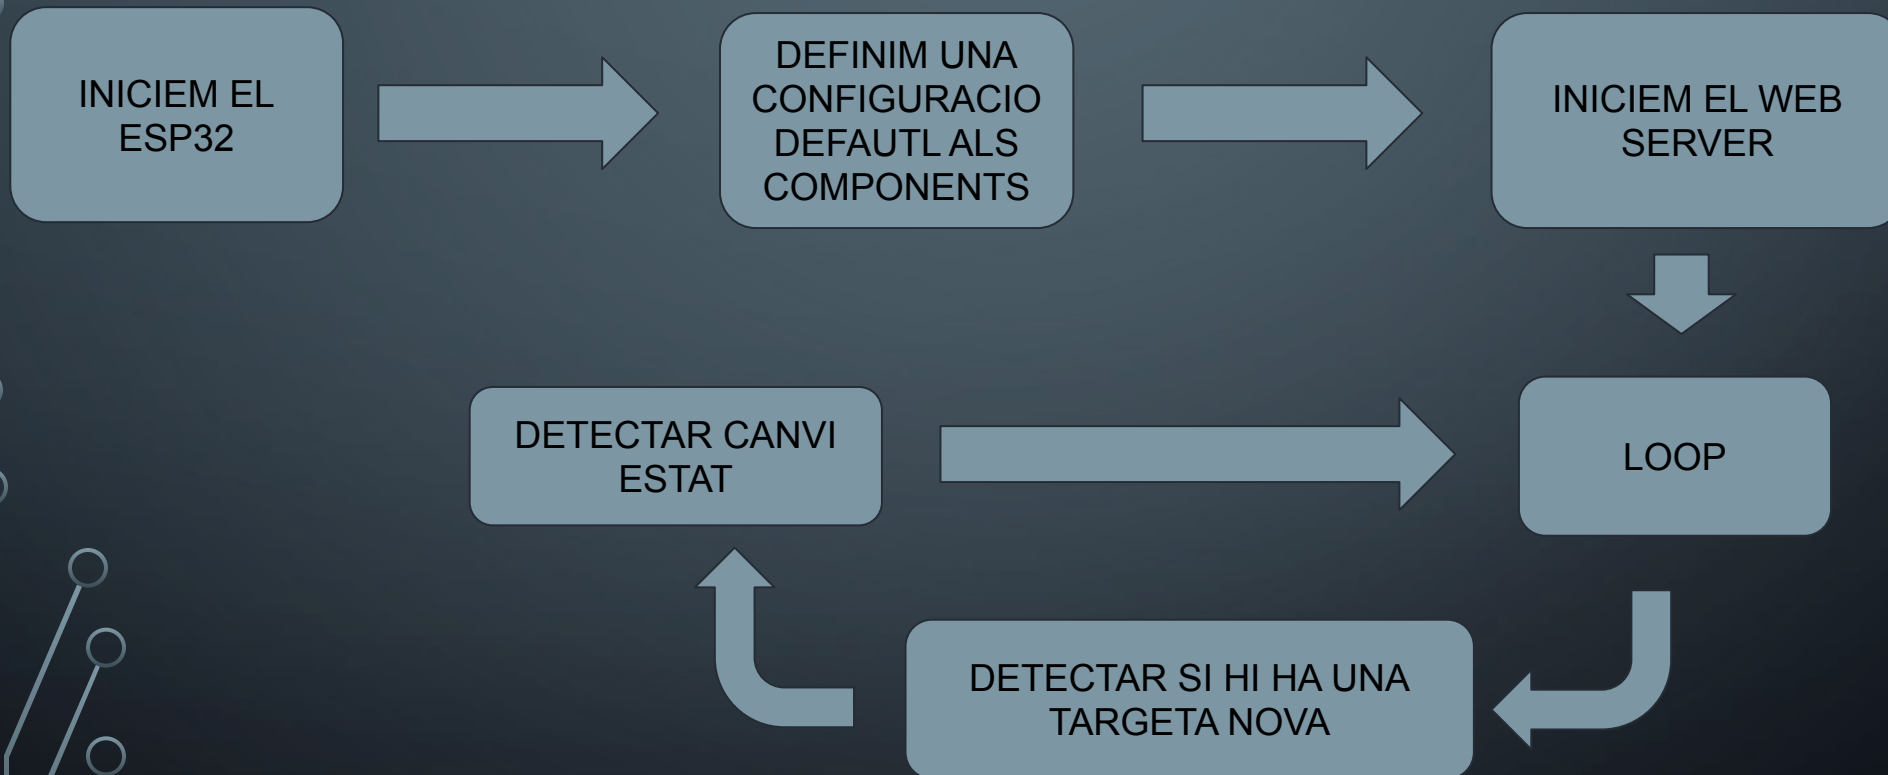 INICIEM EL
ESP32
DEFINIM UNA
CONFIGURACIO
DEFAUTL ALS
COMPONENTS
INICIEM EL WEB
SERVER
LOOP
DETECTAR SI HI HA UNA
TARGETA NOVA
DETECTAR CANVI
ESTAT